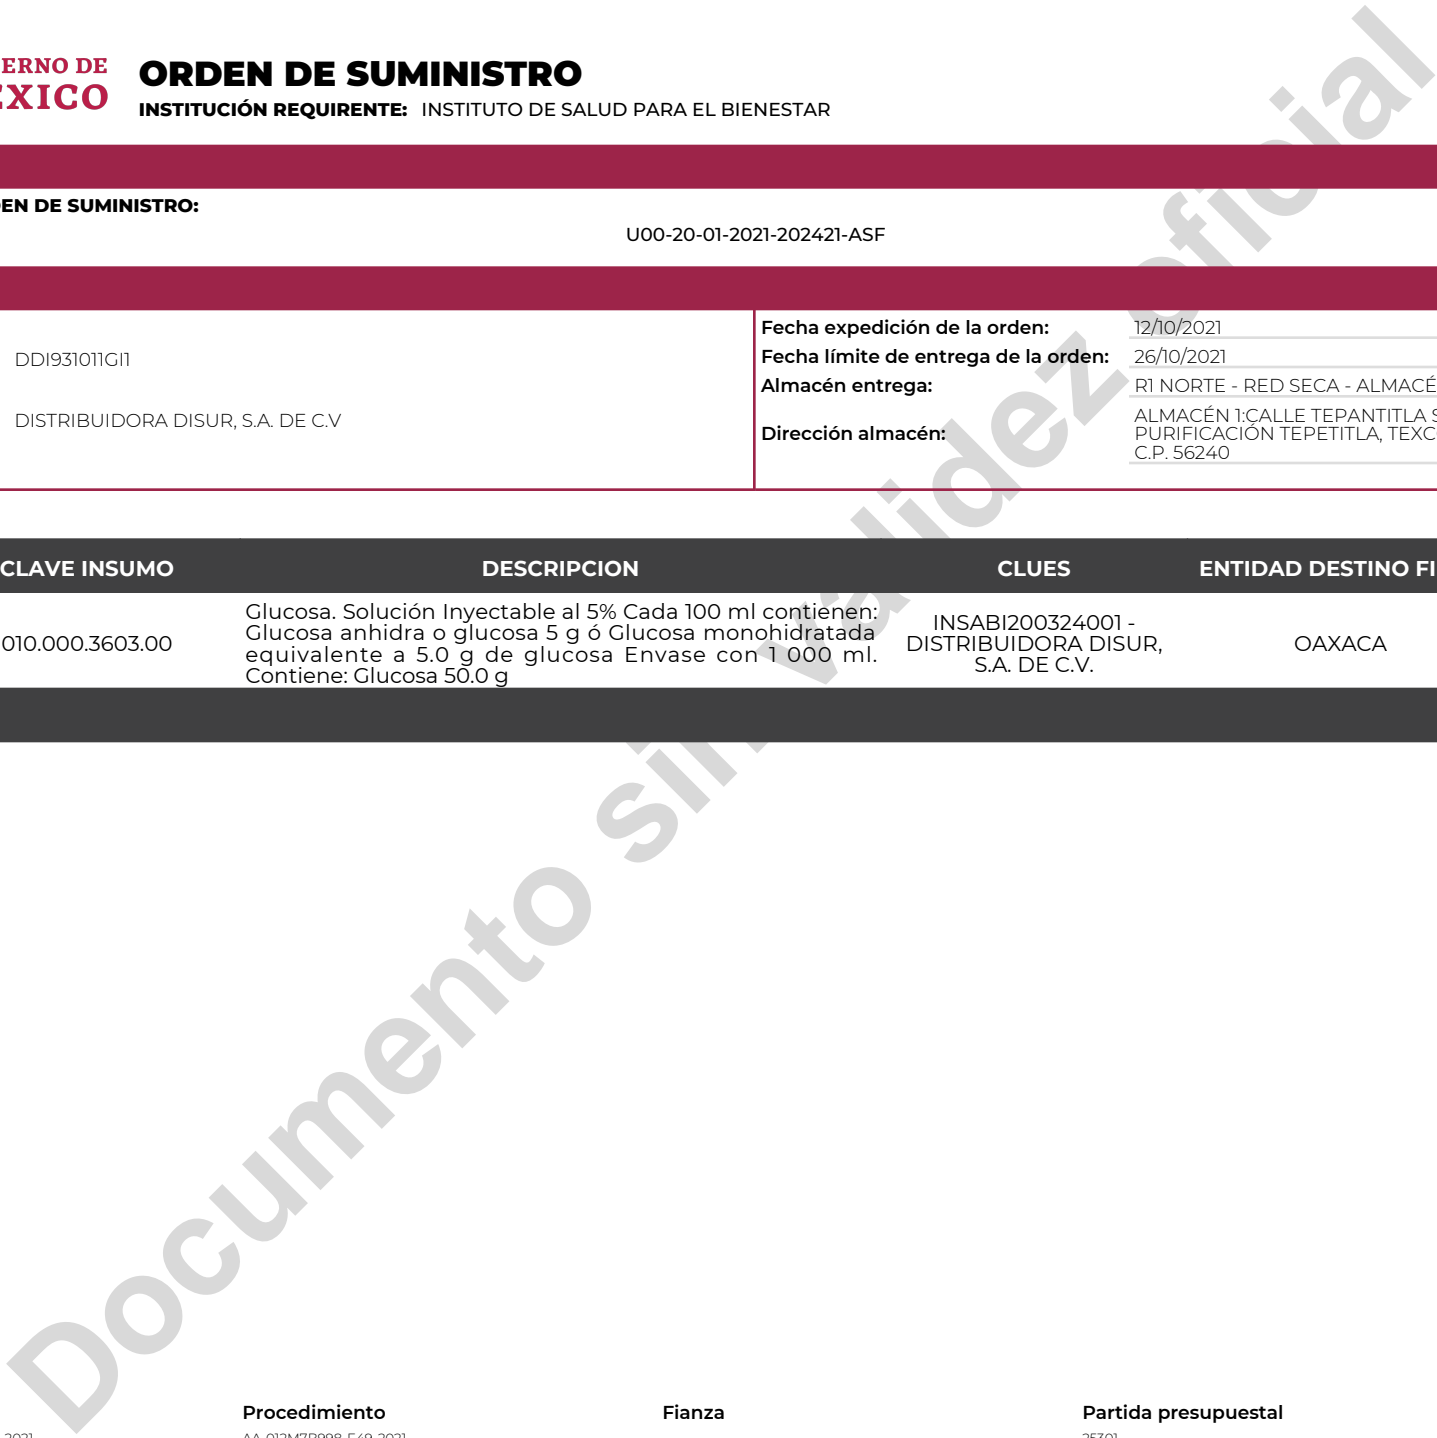 ERNO DE
ORDEN DE SUMINISTRO
INSTITUCIÓN REQUIRENTE: INSTITUTO DE SALUD PARA EL BIENESTAR
DE SUMINISTRO:
U00-20-01-2021-202421-ASF
DDI931011GI1
DISTRIBUIDORA DISUR, S.A. DE C.V
Fecha expedición de la orden: 12/10/2021
Fecha límite de entrega de la orden: 26/10/2021
Almacén entrega: R1 NORTE - RED SECA -
Dirección almacén:
ALMACÉN 1:CALLE TEPANTITLA
PURIFICACIÓN TEPETITLA,
C.P. 56240
CLAVE INSUMO DESCRIPCION CLUES ENTIDAD DESTINO
010.000.3603.00
Glucosa. Solución Inyectable al 5% Cada 100 ml contienen:
Glucosa anhidra o glucosa 5 g ó Glucosa monohidratada
equivalente a 5.0 g de glucosa Envase con 1 000 ml.
Contiene: Glucosa 50.0 g
INSABI200324001 -
DISTRIBUIDORA DISUR,
S.A. DE C.V.
OAXACA
Documento sin validez oficial
Procedimiento Fianza Partida presupuestal